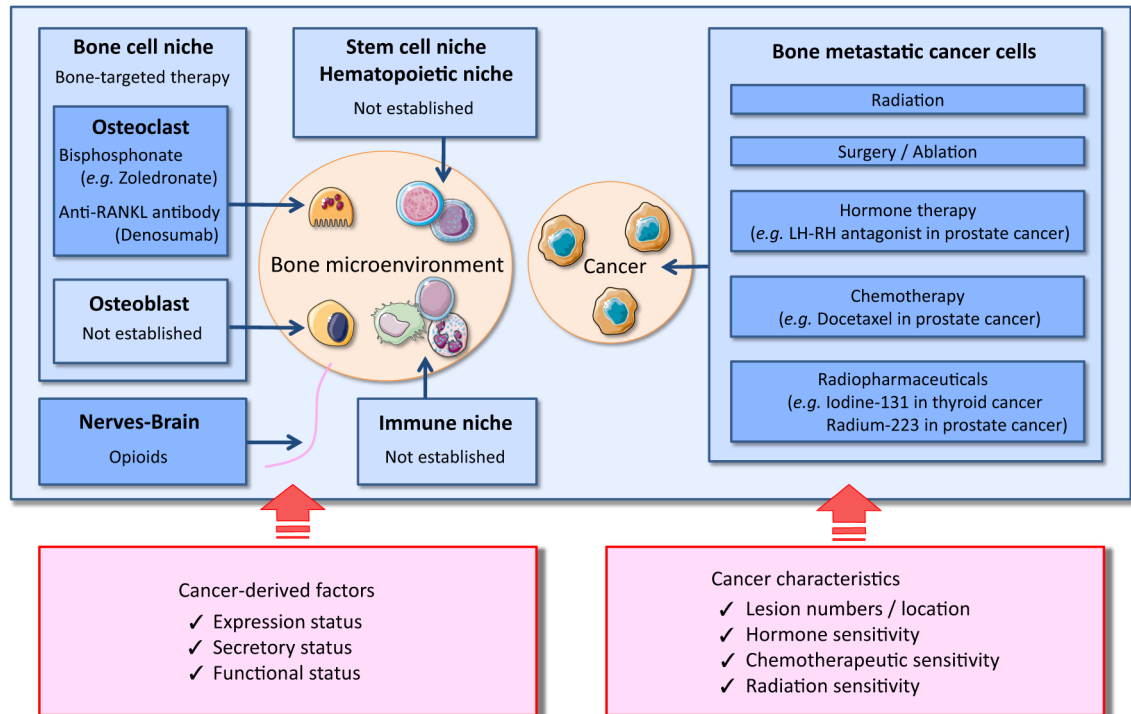 Bone cell niche
Bone-targeted therapy
Osteoclast
Bisphosphonate
(e.g. Zoledronate)
Anti-RANKL antibody
(Denosumab)
Osteoblast
Not established
Nerves-Brain
Opioids
Stem cell niche
Hematopoietic niche
Not established
Bone microenvironment
Immune niche
Not established
Cancer
Bone metastatic cancer cells
Radiation
Surgery / Ablation
Hormone therapy
(e.g. LH-RH antagonist in prostate cancer)
Chemotherapy
(e.g. Docetaxel in prostate cancer)
Radiopharmaceuticals
(e.g. Iodine-131 in thyroid cancer
Radium-223 in prostate cancer)
Cancer-derived factors
✓ Expression status
✓ Secretory status
✓ Functional status
Cancer characteristics
✓ Lesion numbers / location
✓ Hormone sensitivity
✓ Chemotherapeutic sensitivity
✓ Radiation sensitivity